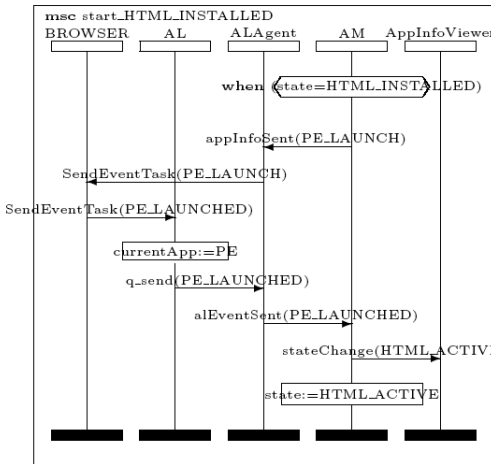 msc start_HTML_INSTALLED
BROWSER AL ALAgent AM AppInfoViewer
when (state=HTML_INSTALLED)
appInfoSent(PE_LAUNCH)
SendEventTask(PE_LAUNCH)
SendEventTask(PE_LAUNCHED)
currentApp:=PE
q_send(PE_LAUNCHED)
alEventSent(PE_LAUNCHED)
stateChange(HTML_ACTIVE
state:=HTML_ACTIVE